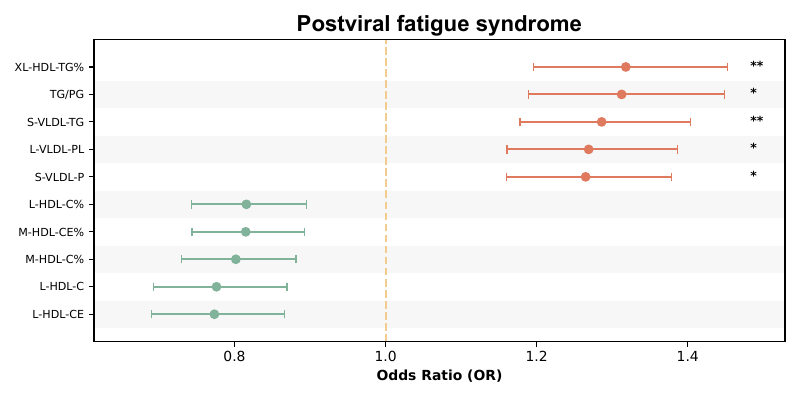 Postviral fatigue syndrome
XL-HDL-TG% **
TG/PG *
S-VLDL-TG **
L-VLDL-PL *
S-VLDL-P *
L-HDL-C%
M-HDL-CE%
M-HDL-C%
L-HDL-C
L-HDL-CE
0.8 1.0 1.2 1.4
Odds Ratio (OR)